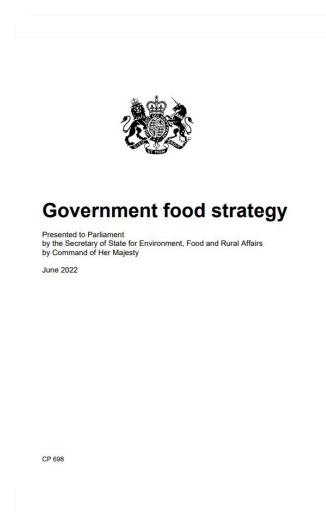 Government food strategy
Presented to Parliament
by the Secretary of State for Environment, Food and Rural Affairs
by Command of Her Majesty
June 2022
CP 698